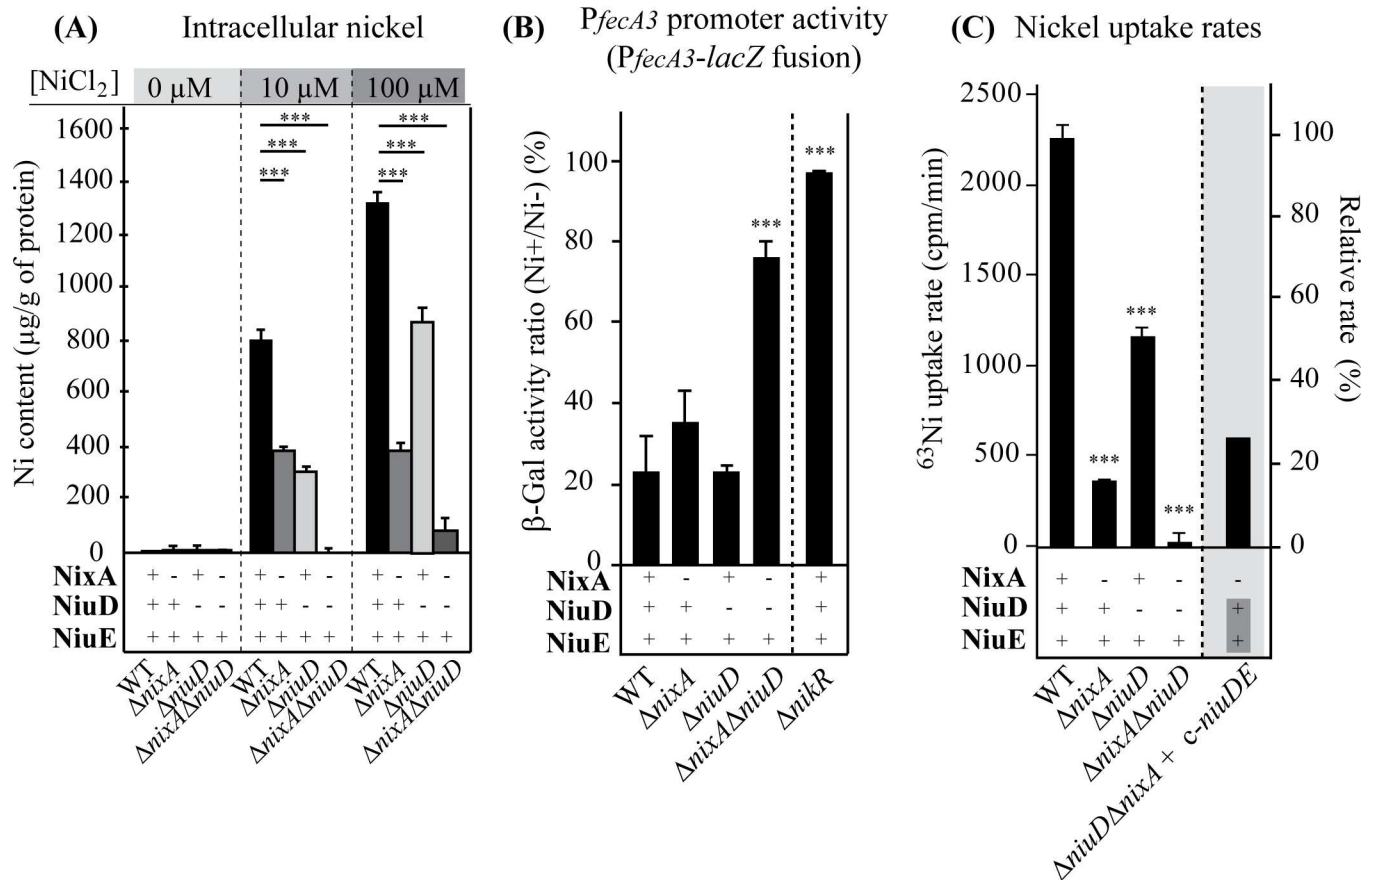 (A) Intracellular nickel
[NiCl2] 0 µM 10 µM 100 µM
Ni content (µg/g of protein)
1600
1400
1200
1000
800
600
400
200
0
*** *** *** *** *** ***
NixA + - + - + - + - + - + -
NiuD + + - - + + - - + + - -
NiuE + + + + + + + + + + + +
WT ΔnixA ΔniuD ΔnixAΔniuD WT ΔnixA ΔniuD ΔnixAΔniuD WT ΔnixA ΔniuD ΔnixAΔniuD
(B) PfecA3 promoter activity
(PfecA3-lacZ fusion)
β-Gal activity ratio (Ni+/Ni-) (%)
100
80
60
40
20
0
*** ***
NixA + - + - +
NiuD + + - - +
NiuE + + + + +
WT ΔnixA ΔniuD ΔnixAΔniuD ΔnikR
(C) Nickel uptake rates
63Ni uptake rate (cpm/min)
2500
2000
1500
1000
500
0
*** *** ***
100
80
60
40
20
0
Relative rate (%)
NixA + - + - -
NiuD + + - - +
NiuE + + + + +
WT ΔnixA ΔniuD ΔnixAΔniuD ΔniuDΔnixA + c-niuDE